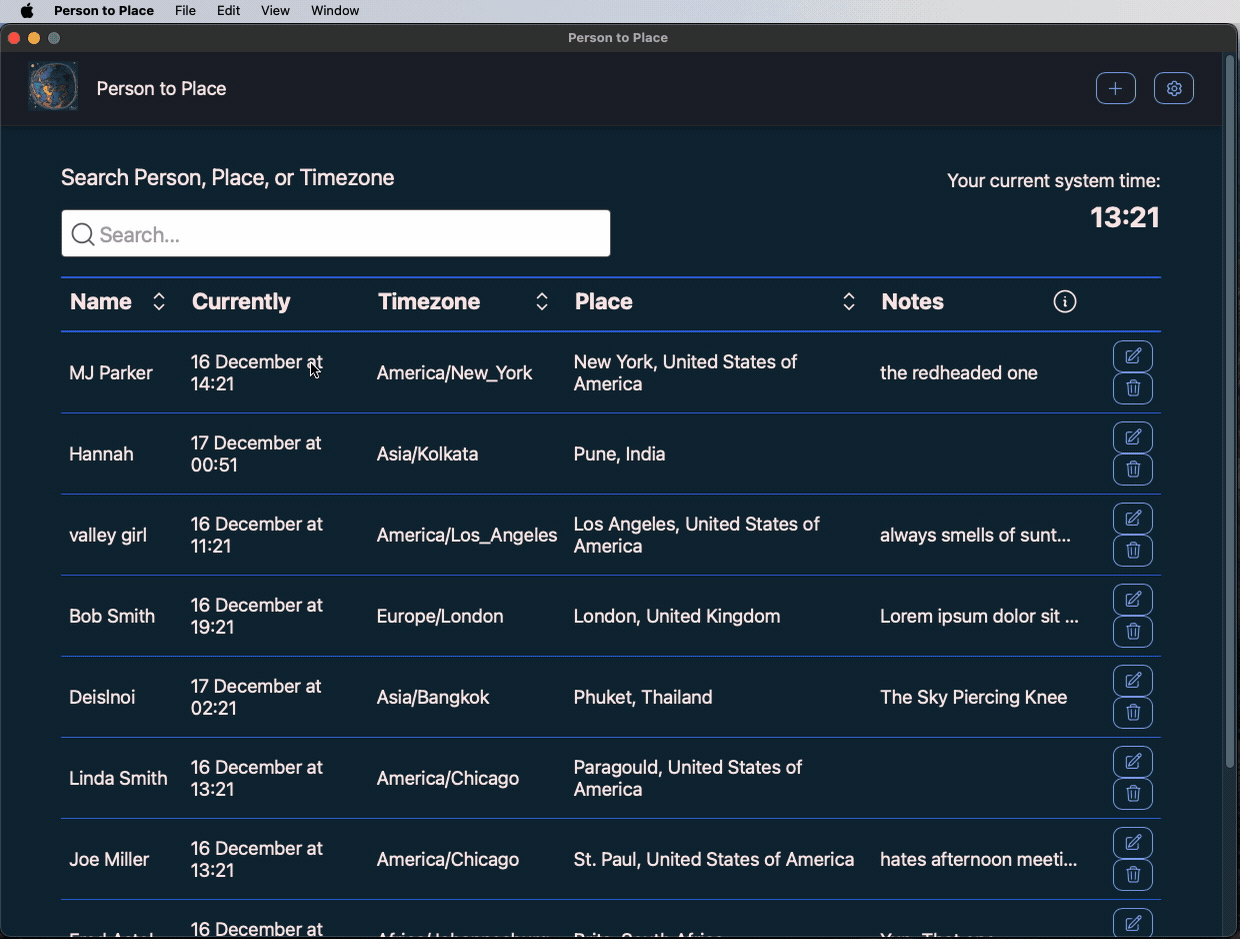 Person to Place File Edit View Window
Person to Place
Person to Place
Search Person, Place, or Timezone
Your current system time:
13:21
Search...
Name Currently Timezone Place Notes
MJ Parker 16 December at 14:21 America/New_York New York, United States of America the redheaded one
Hannah 17 December at 00:51 Asia/Kolkata Pune, India
valley girl 16 December at 11:21 America/Los_Angeles Los Angeles, United States of America always smells of sunt...
Bob Smith 16 December at 19:21 Europe/London London, United Kingdom Lorem ipsum dolor sit ...
Deislnoi 17 December at 02:21 Asia/Bangkok Phuket, Thailand The Sky Piercing Knee
Linda Smith 16 December at 13:21 America/Chicago Paragould, United States of America
Joe Miller 16 December at 13:21 America/Chicago St. Paul, United States of America hates afternoon meeti...
16 December at